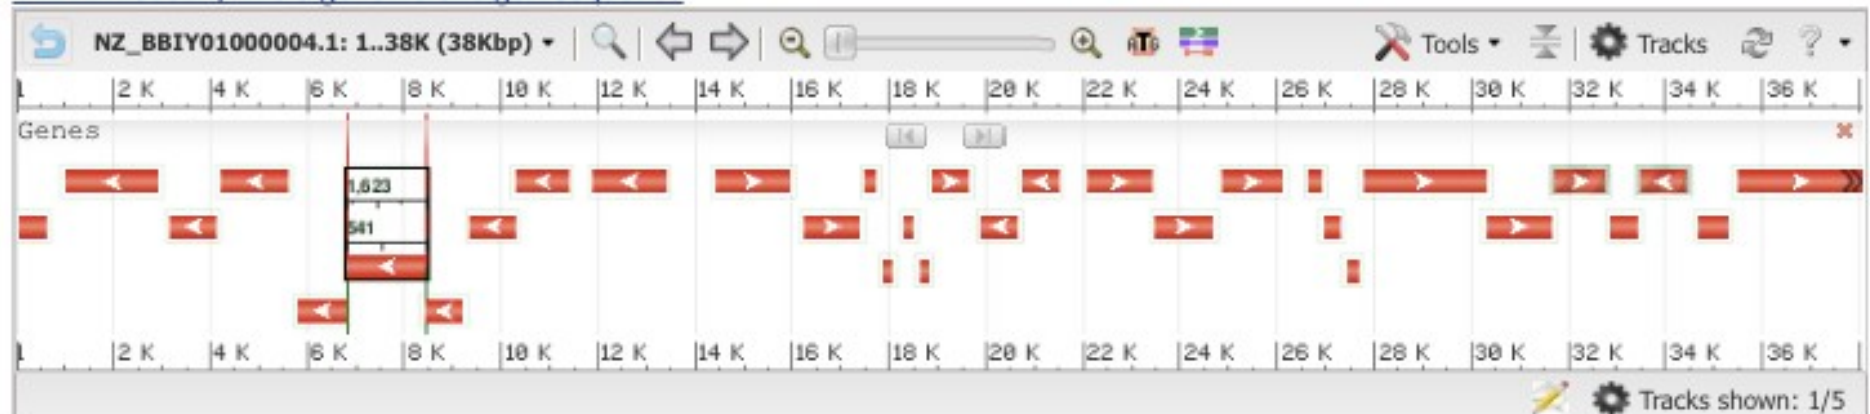 NZ_BBIY01000004.1: 1..38K (38Kbp)
Tools
Tracks
?
1 2 K 4 K 6 K 8 K 10 K 12 K 14 K 16 K 18 K 20 K 22 K 24 K 26 K 28 K 30 K 32 K 34 K 36 K
Genes
1,623
541
1 2 K 4 K 6 K 8 K 10 K 12 K 14 K 16 K 18 K 20 K 22 K 24 K 26 K 28 K 30 K 32 K 34 K 36 K
Tracks shown: 1/5